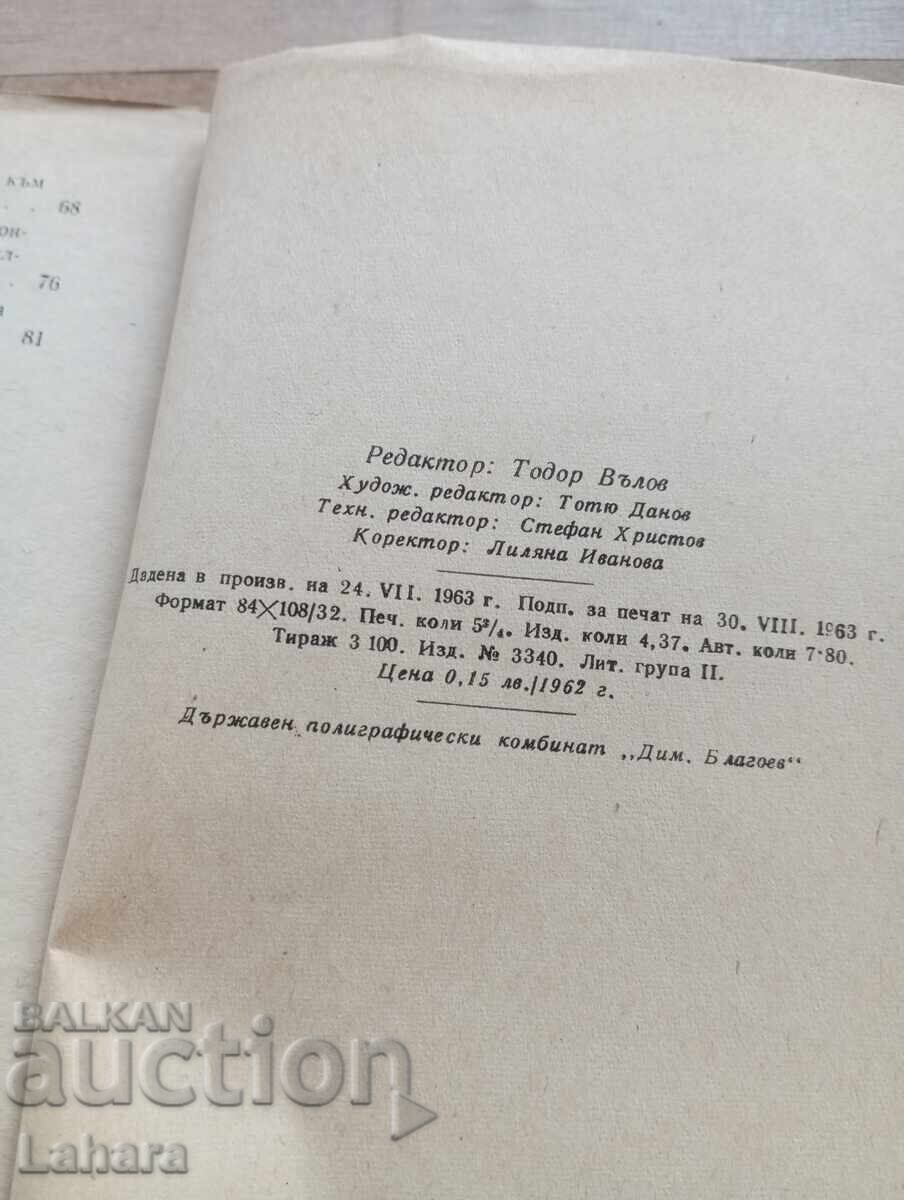 към
. . 68
он-
л-
. 76
а
81
Редактор: Тодор Вълов
Худож. редактор: Тотю Данов
Техн. редактор: Стефан Христов
Коректор: Лиляна Иванова
Дадена в произв. на 24. VII. 1963 г. Подп. за печат на 30. VIII. 1963 г.
Формат 84×108/32. Печ. коли 5³/₄. Изд. коли 4,37. Авт. коли 7·80.
Тираж 3 100. Изд. № 3340. Лит. група II.
Цена 0,15 лв./1962 г.
Държавен полиграфически комбинат „Дим. Благоев“
BALKAN
auction
Lahara